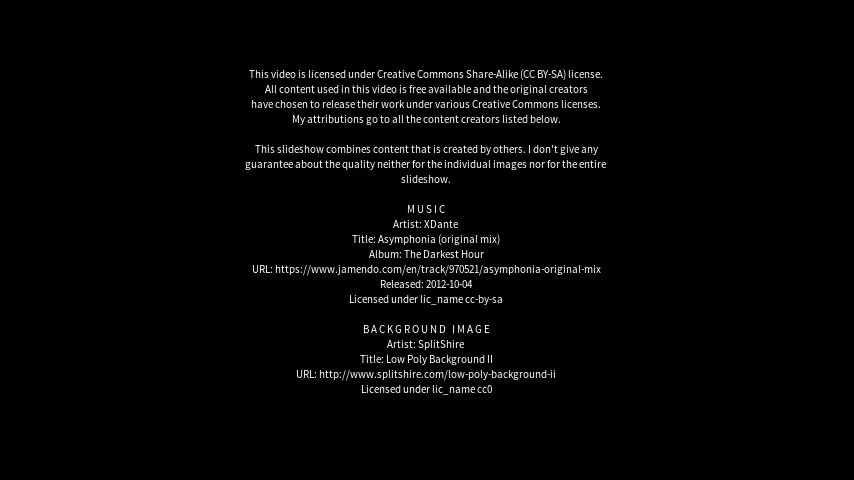 This video is licensed under Creative Commons Share-Alike (CC BY-SA) license.
All content used in this video is free available and the original creators
have chosen to release their work under various Creative Commons licenses.
My attributions go to all the content creators listed below.
This slideshow combines content that is created by others. I don't give any
guarantee about the quality neither for the individual images nor for the entire
slideshow.
MUSIC
Artist: XDante
Title: Asymphonia (original mix)
Album: The Darkest Hour
URL: https://www.jamendo.com/en/track/970521/asymphonia-original-mix
Released: 2012-10-04
Licensed under lic_name cc-by-sa
BACKGROUND IMAGE
Artist: SplitShire
Title: Low Poly Background II
URL: http://www.splitshire.com/low-poly-background-ii
Licensed under lic_name cc0